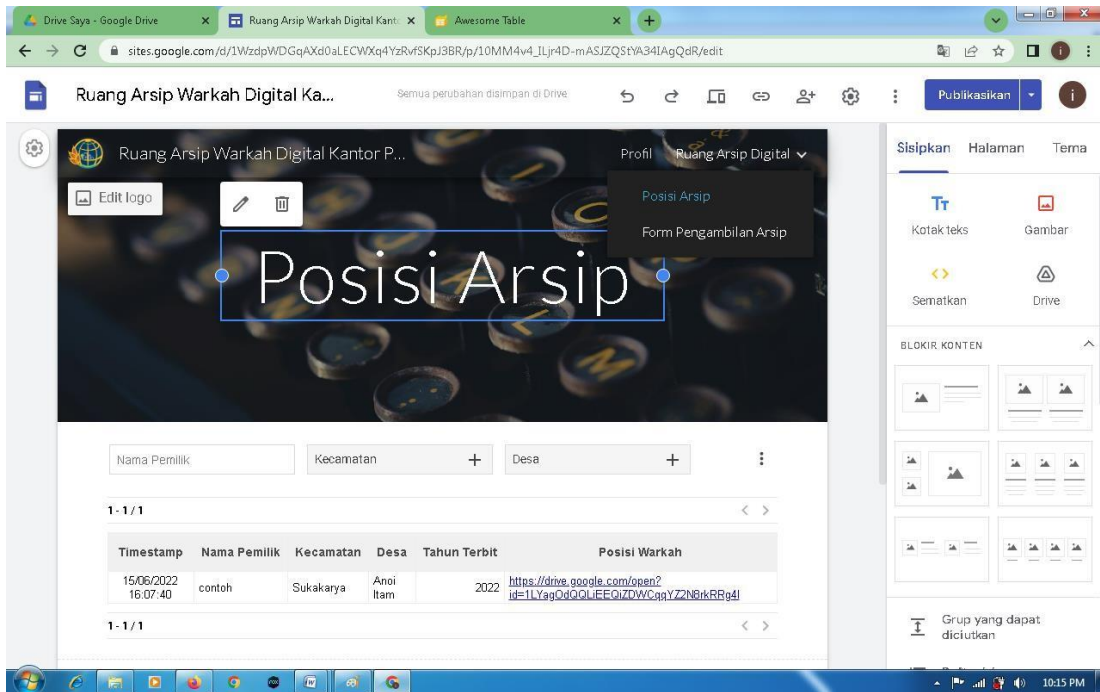 Drive Saya - Google Drive
Ruang Arsip Warkah Digital Kanto
Awesome Table
sites.google.com/d/1WzdpWDGqAXd0aLECWXq4YzRvfSKpJ3BR/p/10MM4v4_ILjr4D-mASJZQStYA34IAgQdR/edit
Ruang Arsip Warkah Digital Ka...
Semua perubahan disimpan di Drive
Publikasikan
i
Ruang Arsip Warkah Digital Kantor P...
Profil
Ruang Arsip Digital
Edit logo
Posisi Arsip
Form Pengambilan Arsip
Posisi Arsip
Sisipkan Halaman Tema
Kotak teks
Gambar
Sematkan
Drive
BLOKIR KONTEN
Nama Pemilik
Kecamatan
Desa
1 - 1 / 1
Timestamp Nama Pemilik Kecamatan Desa Tahun Terbit Posisi Warkah
15/06/2022
16:07:40
contoh
Sukakarya
Anoi
Itam
2022
https://drive.google.com/open?
id=1LYagOdQQLiEEQiZDWCqqYZ2N8rkRRg4l
1 - 1 / 1
Grup yang dapat
diciutkan
10:15 PM